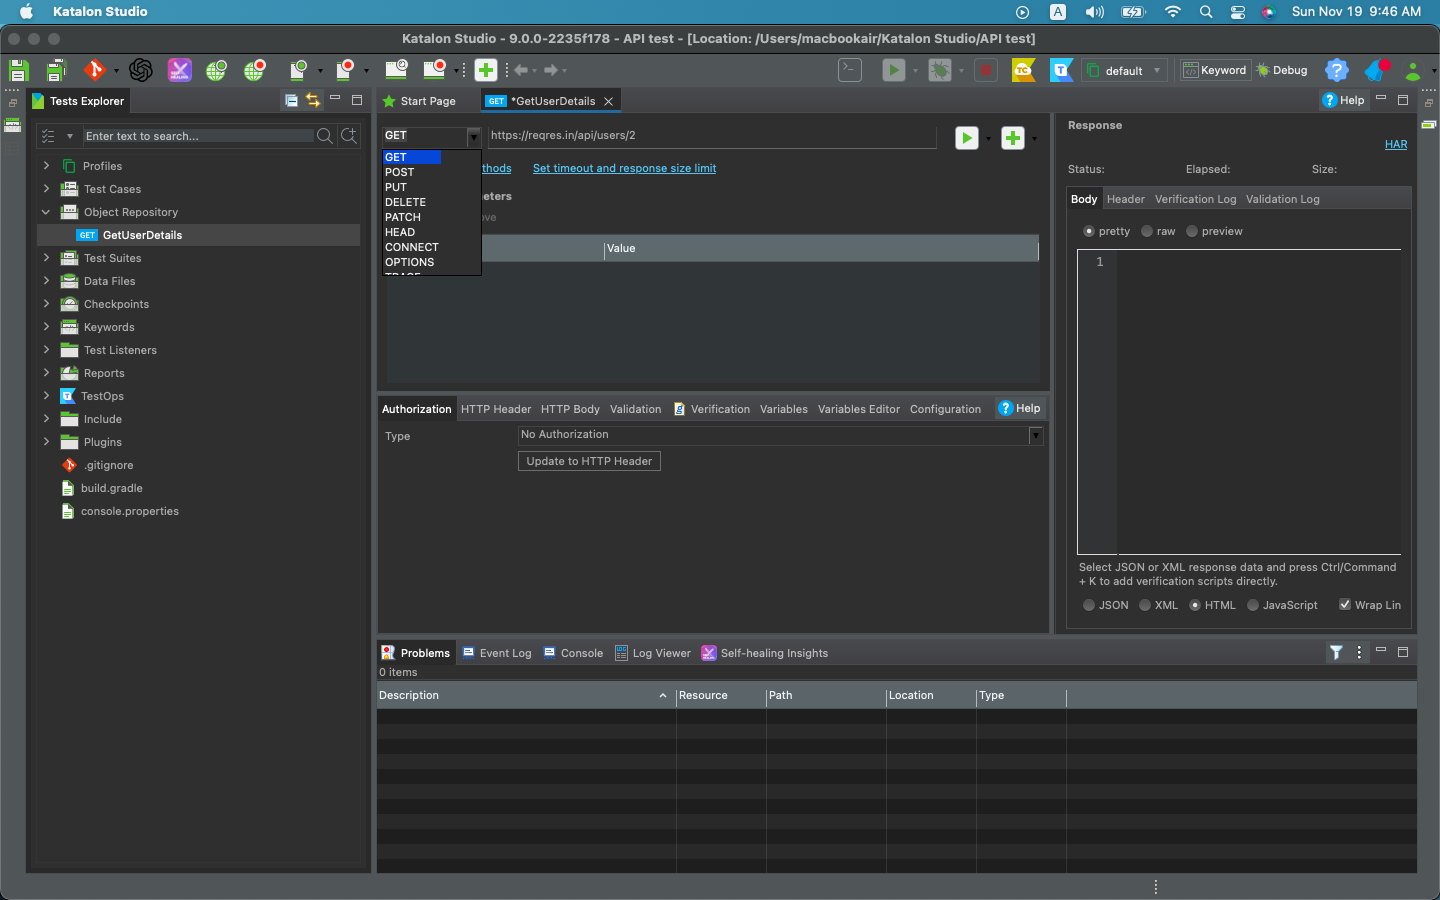 Katalon Studio
A
Sun Nov 19 9:46 AM
Katalon Studio - 9.0.0-2235f178 - API test - [Location: /Users/macbookair/Katalon Studio/API test]
default
Keyword
Debug
Tests Explorer
Enter text to search...
Profiles
Test Cases
Object Repository
GET GetUserDetails
Test Suites
Data Files
Checkpoints
Keywords
Test Listeners
Reports
TestOps
Include
Plugins
.gitignore
build.gradle
console.properties
Start Page
GET *GetUserDetails
Help
GET
https://reqres.in/api/users/2
GET
POST
PUT
DELETE
PATCH
HEAD
CONNECT
OPTIONS
TRACE
thods
Set timeout and response size limit
eters
ove
Value
Authorization
HTTP Header
HTTP Body
Validation
Verification
Variables
Variables Editor
Configuration
Help
Type
No Authorization
Update to HTTP Header
Response
HAR
Status:
Elapsed:
Size:
Body
Header
Verification Log
Validation Log
pretty
raw
preview
1
Select JSON or XML response data and press Ctrl/Command
+ K to add verification scripts directly.
JSON
XML
HTML
JavaScript
Wrap Lin
Problems
Event Log
Console
Log Viewer
Self-healing Insights
0 items
Description
Resource
Path
Location
Type